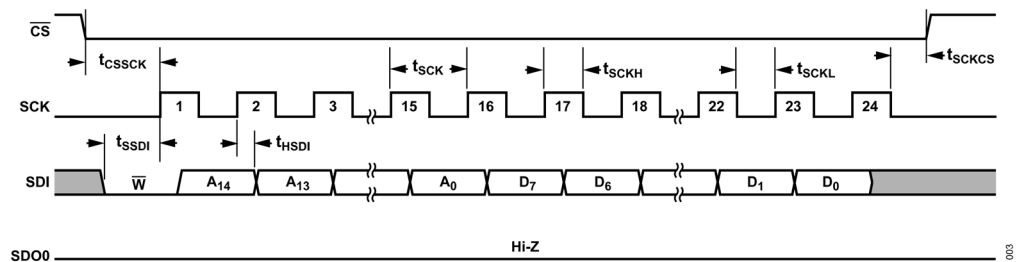 CS
tCSSCK tSCK tSCKH tSCKL tSCKCS
SCK 1 2 3 15 16 17 18 22 23 24
tSSDI tHSDI
SDI W A14 A13 A0 D7 D6 D1 D0
SDO0 Hi-Z
003